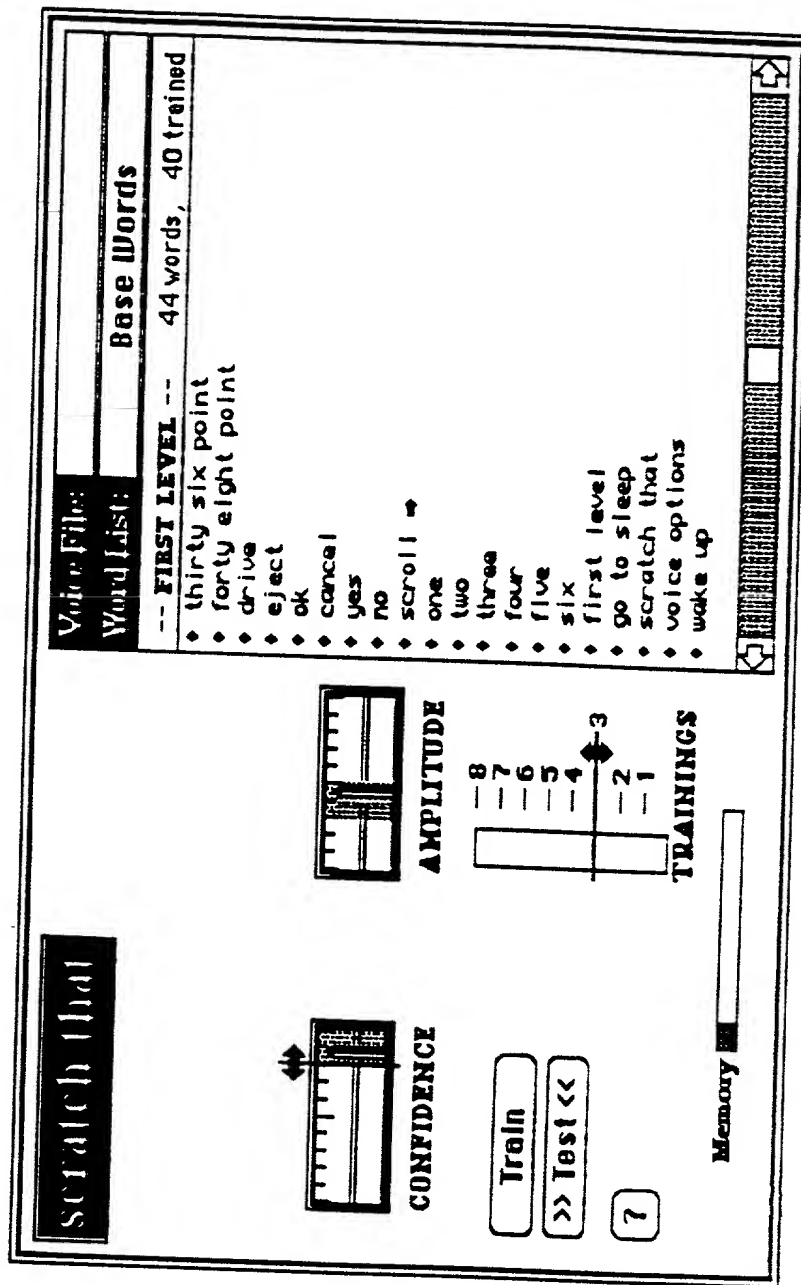 scratch that
CONFIDENCE
AMPLITUDE
Train
>> Test <<
?
8
7
6
5
4
3
2
1
TRAININGS
Memory
Voice File:
Word List: Base Words
-- FIRST LEVEL -- 44 words, 40 trained
♦ thirty six point
♦ forty eight point
♦ drive
♦ eject
♦ ok
♦ cancel
♦ yes
♦ no
♦ scroll ➡
♦ one
♦ two
♦ three
♦ four
♦ five
♦ six
♦ first level
♦ go to sleep
♦ scratch that
♦ voice options
♦ wake up